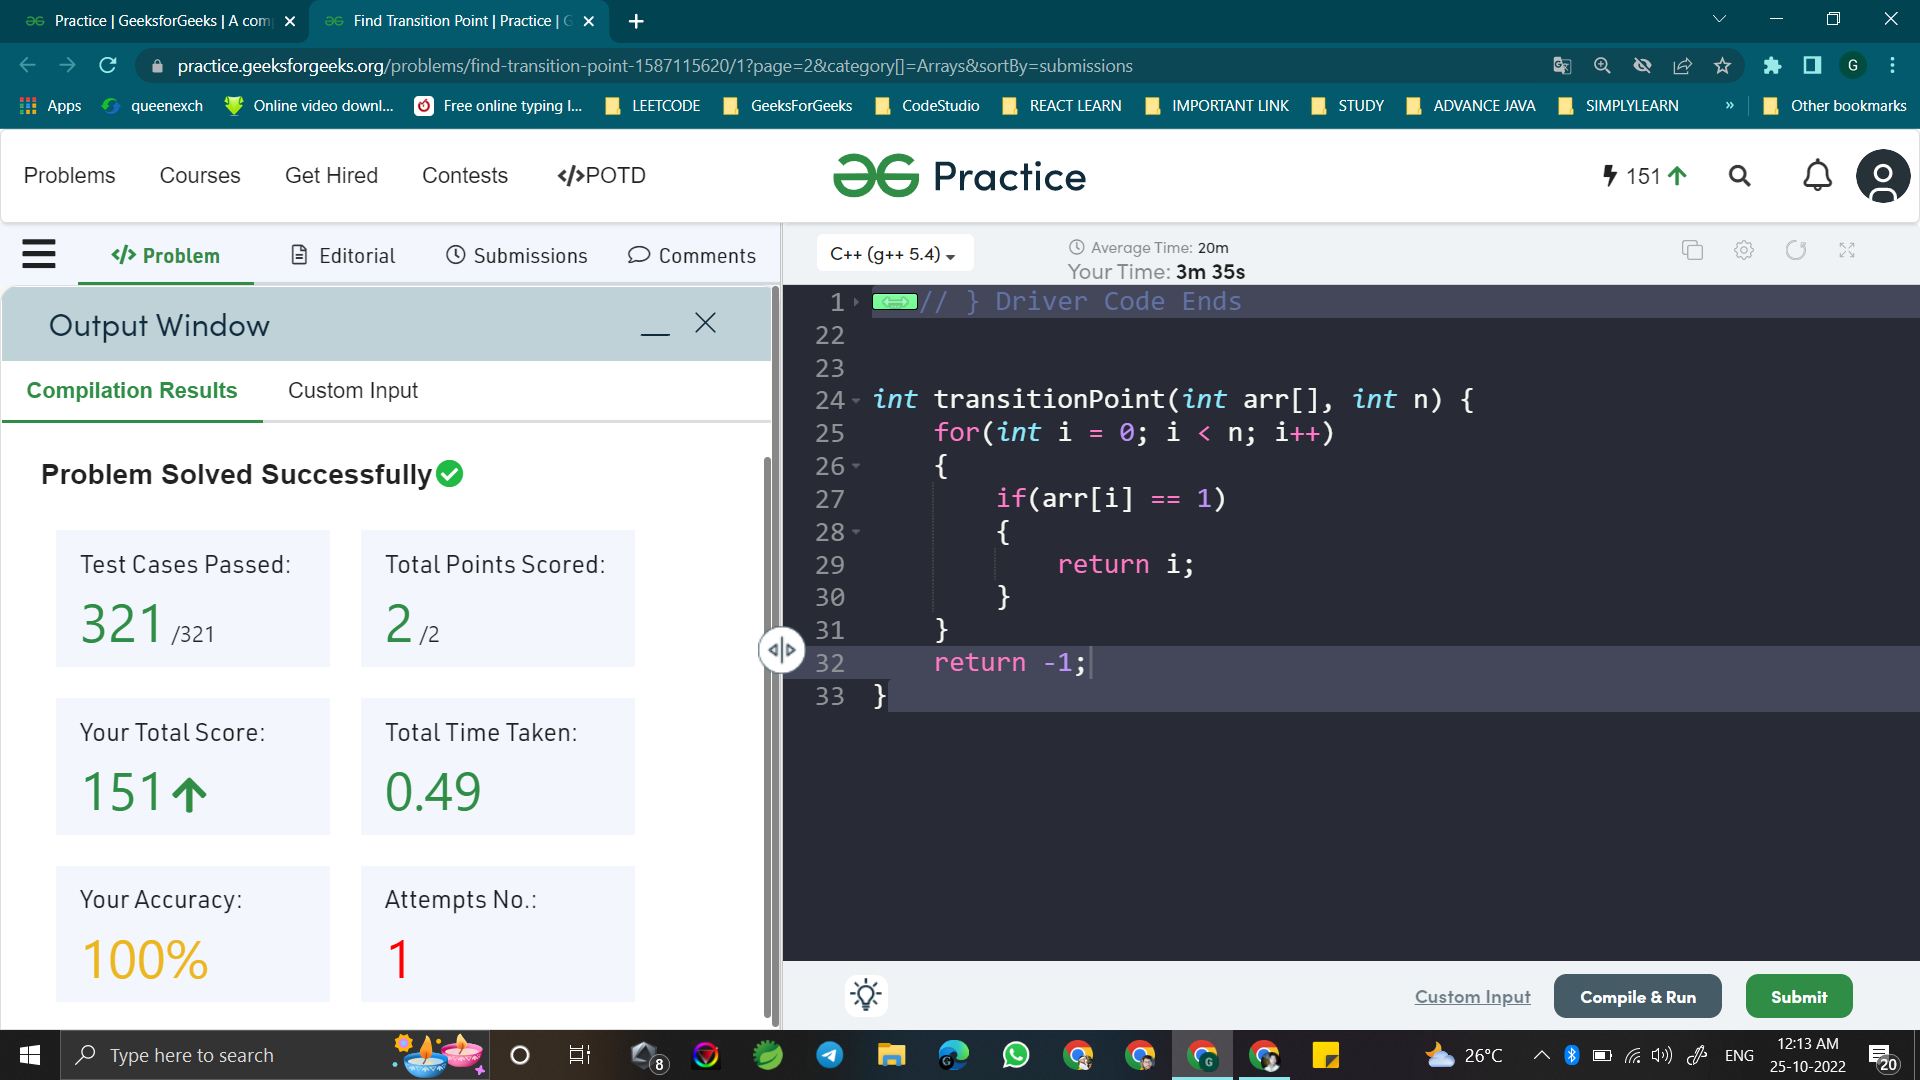 Practice | GeeksforGeeks | A com
Find Transition Point | Practice | G
practice.geeksforgeeks.org/problems/find-transition-point-1587115620/1?page=2&category[]=Arrays&sortBy=submissions
G
Apps
queenexch
Online video downl...
Free online typing I...
LEETCODE
GeeksForGeeks
CodeStudio
REACT LEARN
IMPORTANT LINK
STUDY
ADVANCE JAVA
SIMPLYLEARN
»
Other bookmarks
Problems
Courses
Get Hired
Contests
</>POTD
Practice
151
</> Problem
Editorial
Submissions
Comments
C++ (g++ 5.4)
Average Time: 20m
Your Time: 3m 35s
Output Window
Compilation Results
Custom Input
Problem Solved Successfully
Test Cases Passed:
321 /321
Total Points Scored:
2 /2
Your Total Score:
151
Total Time Taken:
0.49
Your Accuracy:
100%
Attempts No.:
1
1 // } Driver Code Ends
22
23
24 int transitionPoint(int arr[], int n) {
25 for(int i = 0; i < n; i++)
26 {
27 if(arr[i] == 1)
28 {
29 return i;
30 }
31 }
32 return -1;
33 }
Custom Input
Compile & Run
Submit
Type here to search
8
G
G
26°C
ENG
12:13 AM
25-10-2022
20